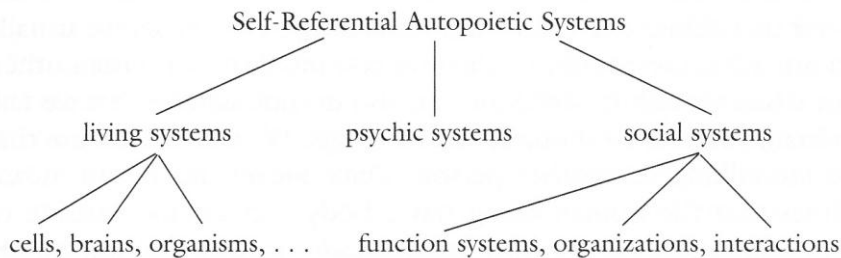 Self-Referential Autopoietic Systems
living systems psychic systems social systems
cells, brains, organisms, . . . function systems, organizations, interactions